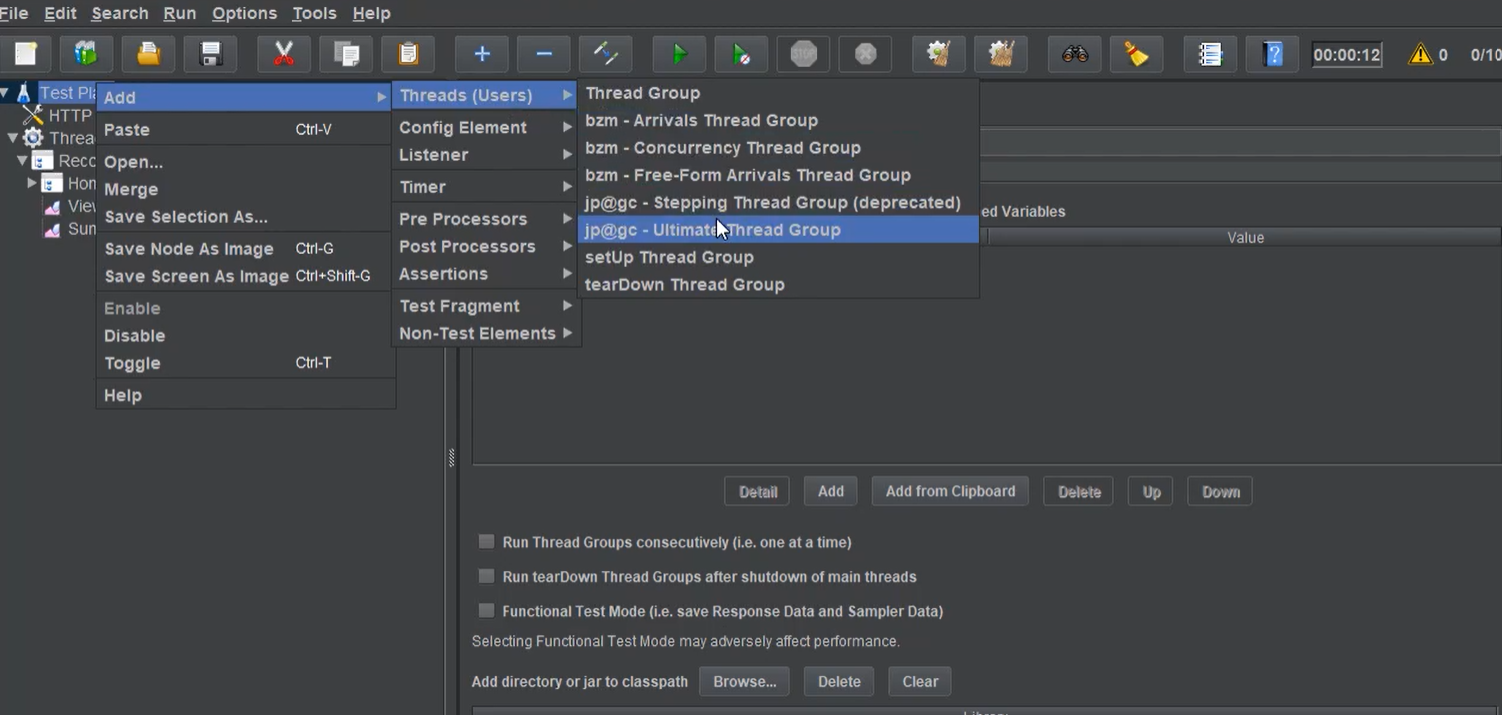 File Edit Search Run Options Tools Help
00:00:12 0 0/10
Test Pla
HTTP
Threa
Reco
Hom
View
Sum
Add
Paste Ctrl-V
Open...
Merge
Save Selection As...
Save Node As Image Ctrl-G
Save Screen As Image Ctrl+Shift-G
Enable
Disable
Toggle Ctrl-T
Help
Threads (Users)
Config Element
Listener
Timer
Pre Processors
Post Processors
Assertions
Test Fragment
Non-Test Elements
Thread Group
bzm - Arrivals Thread Group
bzm - Concurrency Thread Group
bzm - Free-Form Arrivals Thread Group
jp@gc - Stepping Thread Group (deprecated)
jp@gc - Ultimate Thread Group
setUp Thread Group
tearDown Thread Group
ed Variables
Value
Detail Add Add from Clipboard Delete Up Down
Run Thread Groups consecutively (i.e. one at a time)
Run tearDown Thread Groups after shutdown of main threads
Functional Test Mode (i.e. save Response Data and Sampler Data)
Selecting Functional Test Mode may adversely affect performance.
Add directory or jar to classpath Browse... Delete Clear
Library